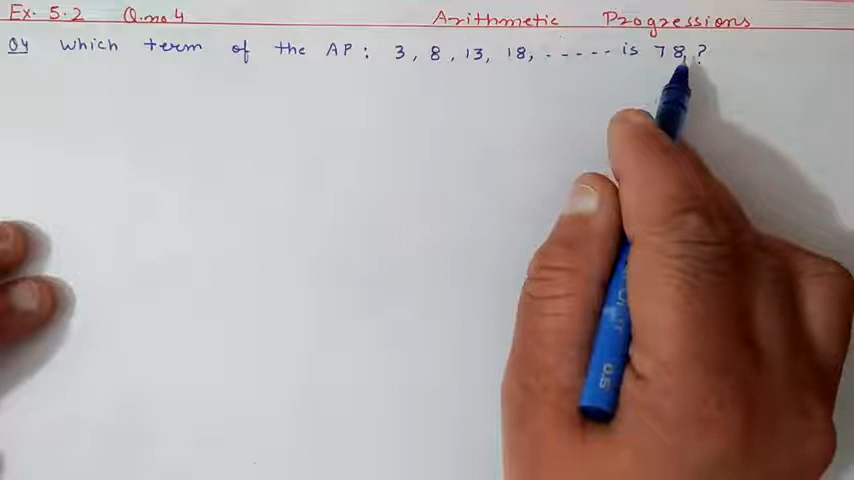 Ex. 5.2 Q.no 4 Arithmetic Progressions
Q4 Which term of the AP : 3, 8, 13, 18, ----- is 78, ?